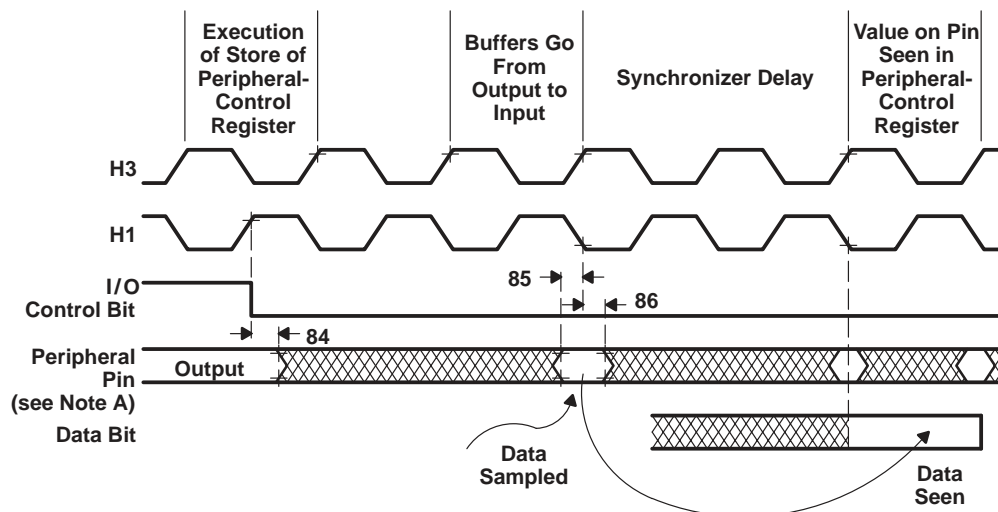 Execution
of Store of
Peripheral-
Control
Register
Buffers Go
From
Output to
Input
Synchronizer Delay
Value on Pin
Seen in
Peripheral-
Control
Register
H3
H1
I/O
Control Bit
85
86
84
Peripheral
Pin
(see Note A)
Output
Data Bit
Data
Sampled
Data
Seen